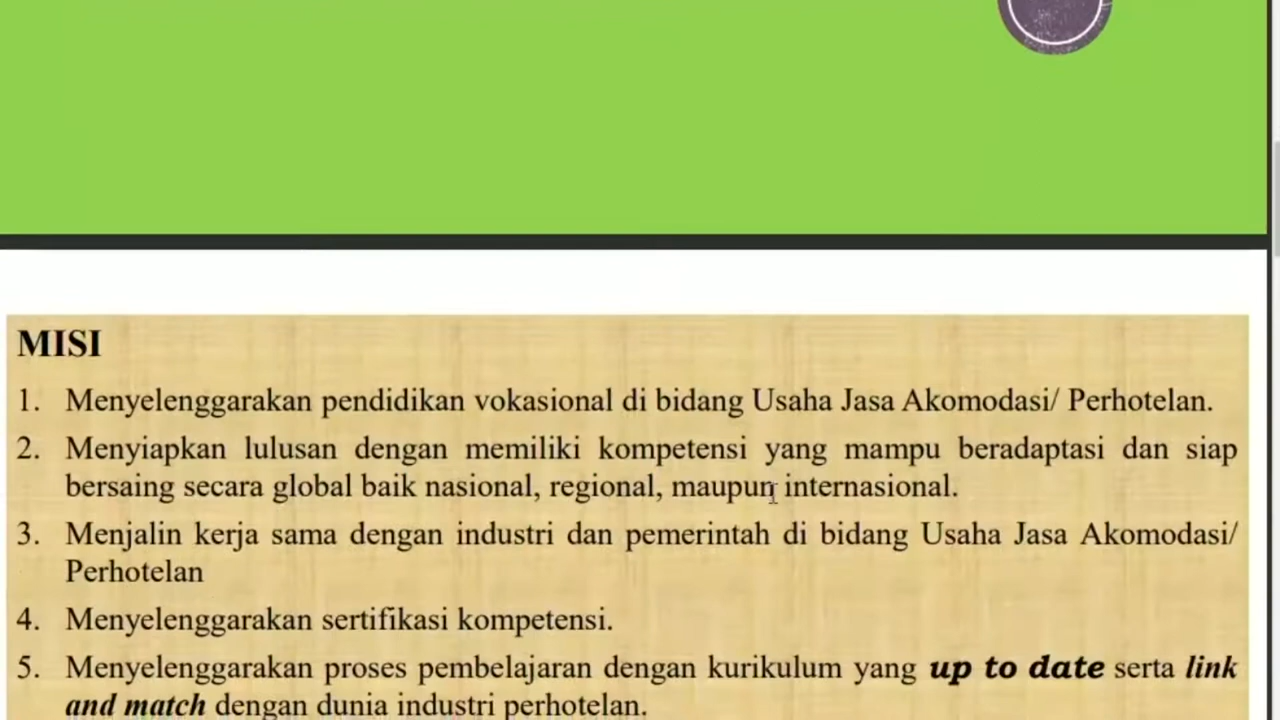 MISI
1. Menyelenggarakan pendidikan vokasional di bidang Usaha Jasa Akomodasi/ Perhotelan.
2. Menyiapkan lulusan dengan memiliki kompetensi yang mampu beradaptasi dan siap
bersaing secara global baik nasional, regional, maupun internasional.
3. Menjalin kerja sama dengan industri dan pemerintah di bidang Usaha Jasa Akomodasi/
Perhotelan
4. Menyelenggarakan sertifikasi kompetensi.
5. Menyelenggarakan proses pembelajaran dengan kurikulum yang up to date serta link
and match dengan dunia industri perhotelan.